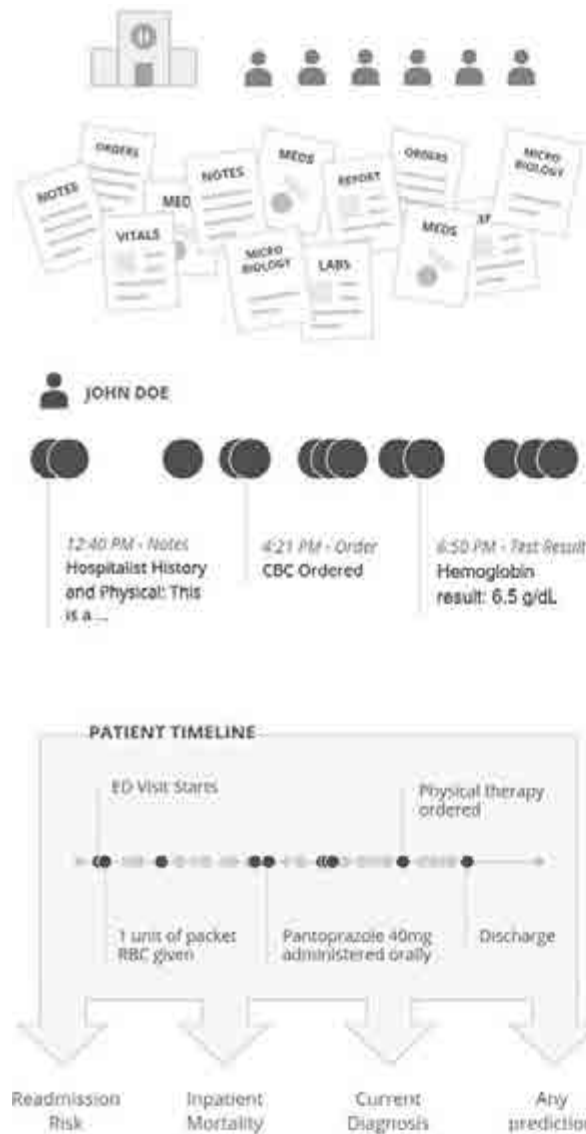 ORDERS
MEDS
ORDERS
MICRO
BIOLOGY
NOTES
NOTES
REPORT
MED
VITALS
MICRO
BIOLOGY
LABS
MEDS
JOHN DOE
12:40 PM - Notes
Hospitalist History
and Physical: This
is a ...
4:21 PM - Order
CBC Ordered
6:50 PM - Test Result
Hemoglobin
result: 6.5 g/dL
PATIENT TIMELINE
ED Visit Starts
Physical therapy
ordered
1 unit of packet
RBC given
Pantoprazole 40mg
administered orally
Discharge
Readmission
Risk
Inpatient
Mortality
Current
Diagnosis
Any
prediction